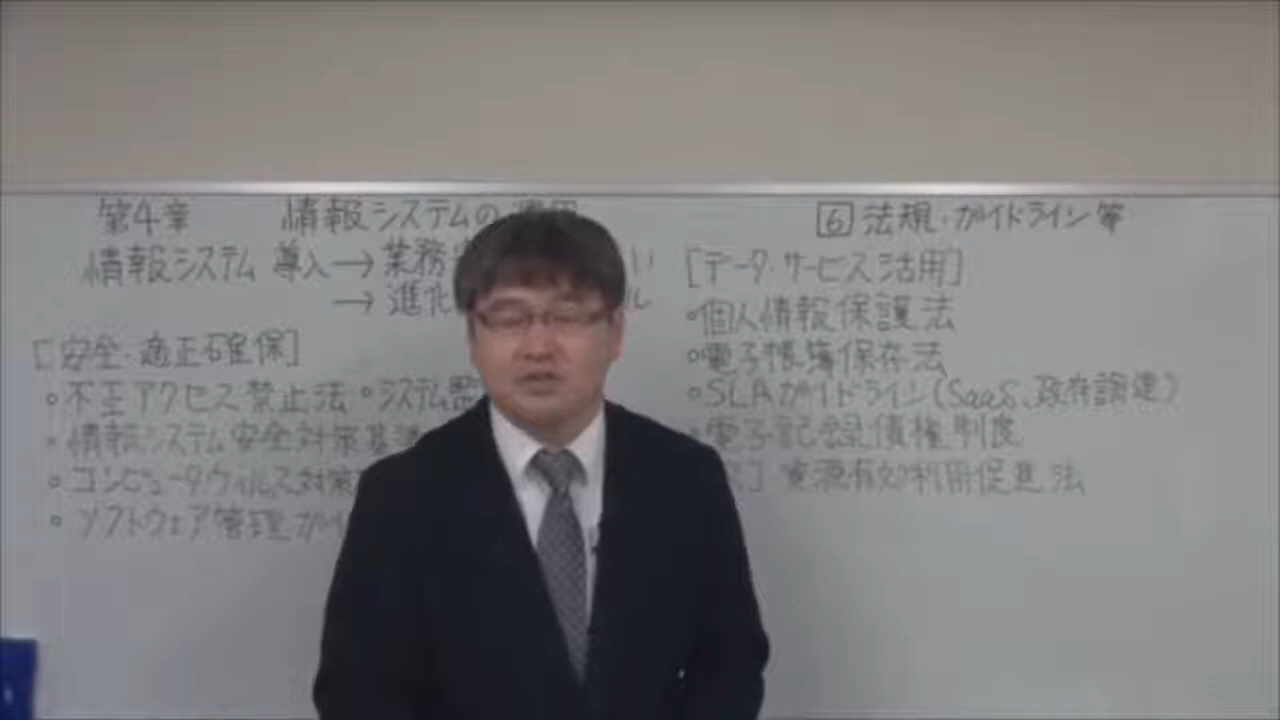 第4章 情報システムの運用
情報システム 導入→業務
→進化
[安全・適正確保]
○不正アクセス禁止法 ○システム監
○情報システム安全対策基準
○コンピュータウィルス対策
○ソフトウェア管理ガイ
6 法規・ガイドライン等
[データ・サービス活用]
○個人情報保護法
○電子帳簿保存法
○SLAガイドライン(SaaS、政府調達)
電子記録債権制度
] 資源有効利用促進法